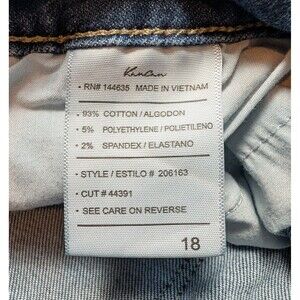 KanCan
• RN# 144635 MADE IN VIETNAM
• 93% COTTON / ALGODON
• 5% POLYETHYLENE / POLIETILENO
• 2% SPANDEX / ELASTANO
• STYLE / ESTILO # 206163
• CUT # 44391
• SEE CARE ON REVERSE
18